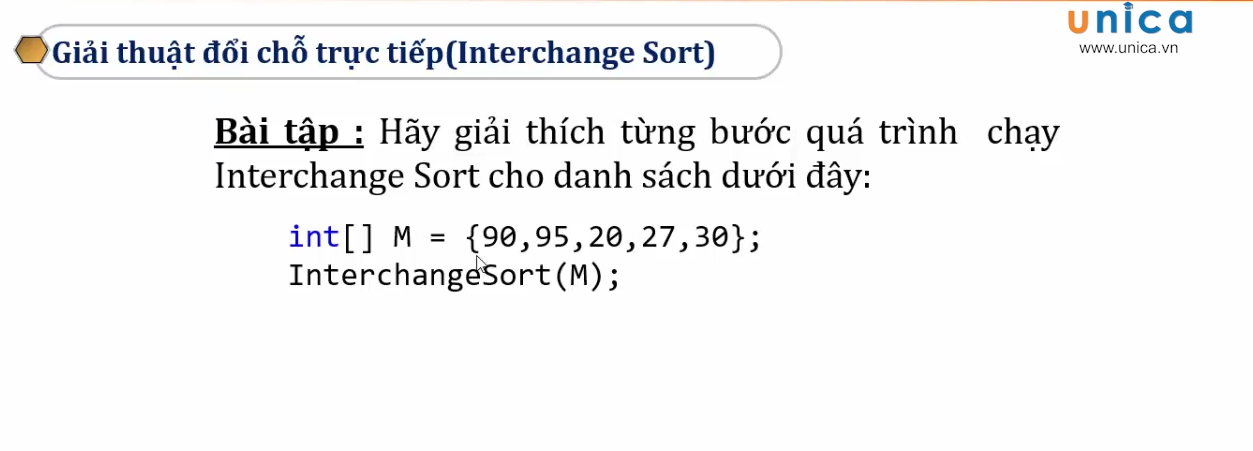 unica
www.unica.vn
Giải thuật đổi chỗ trực tiếp(Interchange Sort)
Bài tập : Hãy giải thích từng bước quá trình chạy
Interchange Sort cho danh sách dưới đây:
int[] M = {90,95,20,27,30};
InterchangeSort(M);